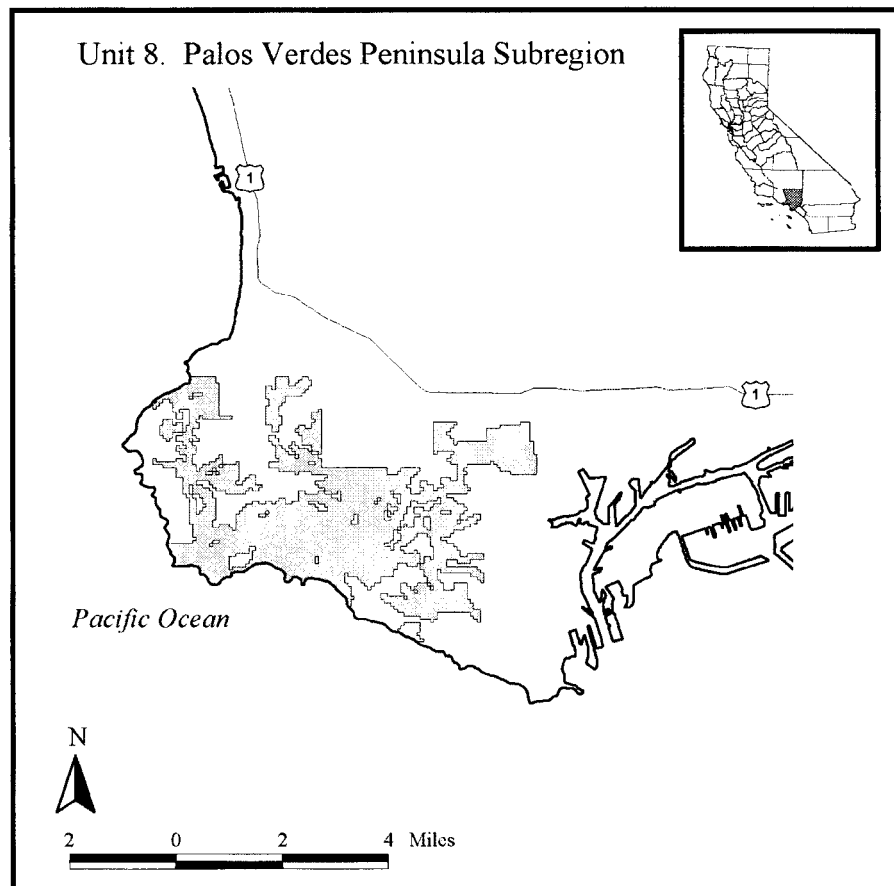 Unit 8. Palos Verdes Peninsula Subregion
1
1
Pacific Ocean
N
2 0 2 4 Miles